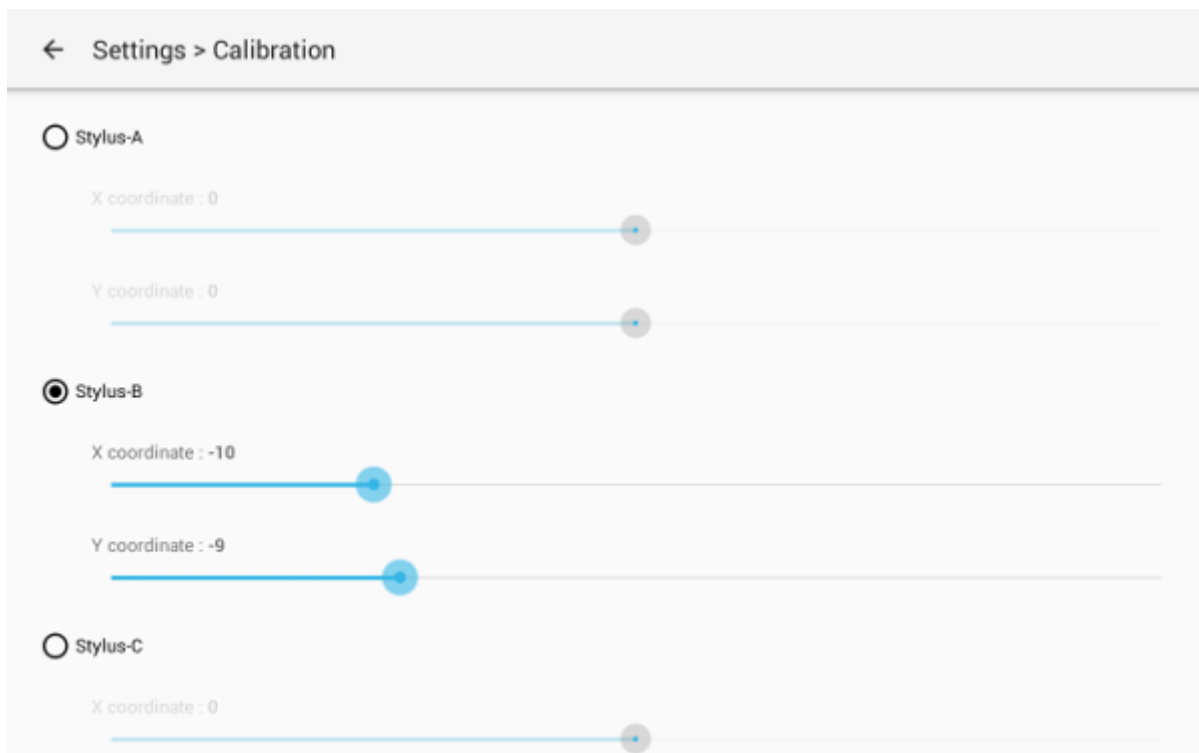 Settings > Calibration
Stylus-A
X coordinate : 0
Y coordinate : 0
Stylus-B
X coordinate : -10
Y coordinate : -9
Stylus-C
X coordinate : 0